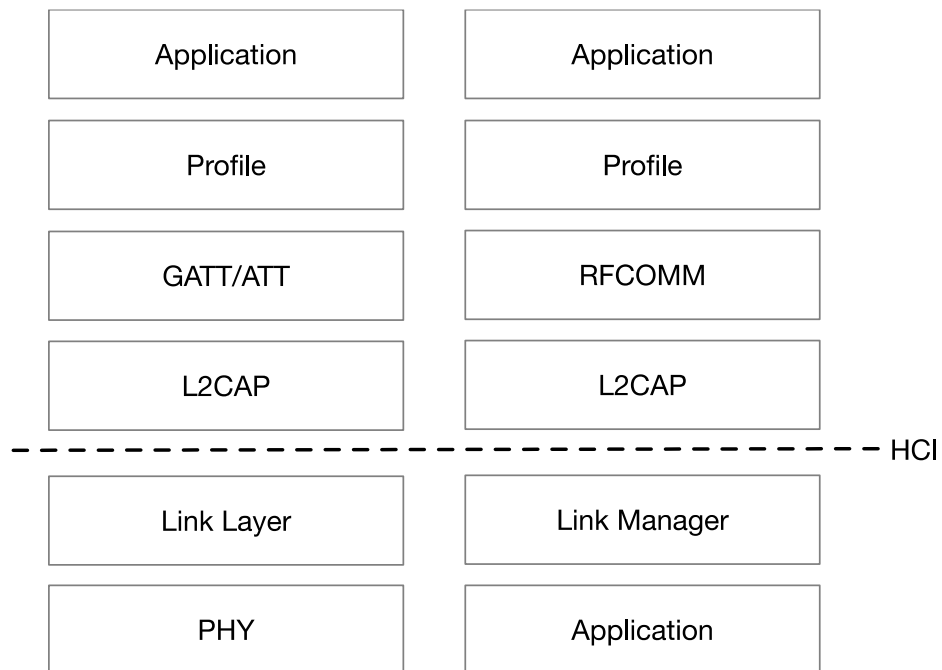 Application
Application
Profile
Profile
GATT/ATT
RFCOMM
L2CAP
L2CAP
HCI
Link Layer
Link Manager
PHY
Application